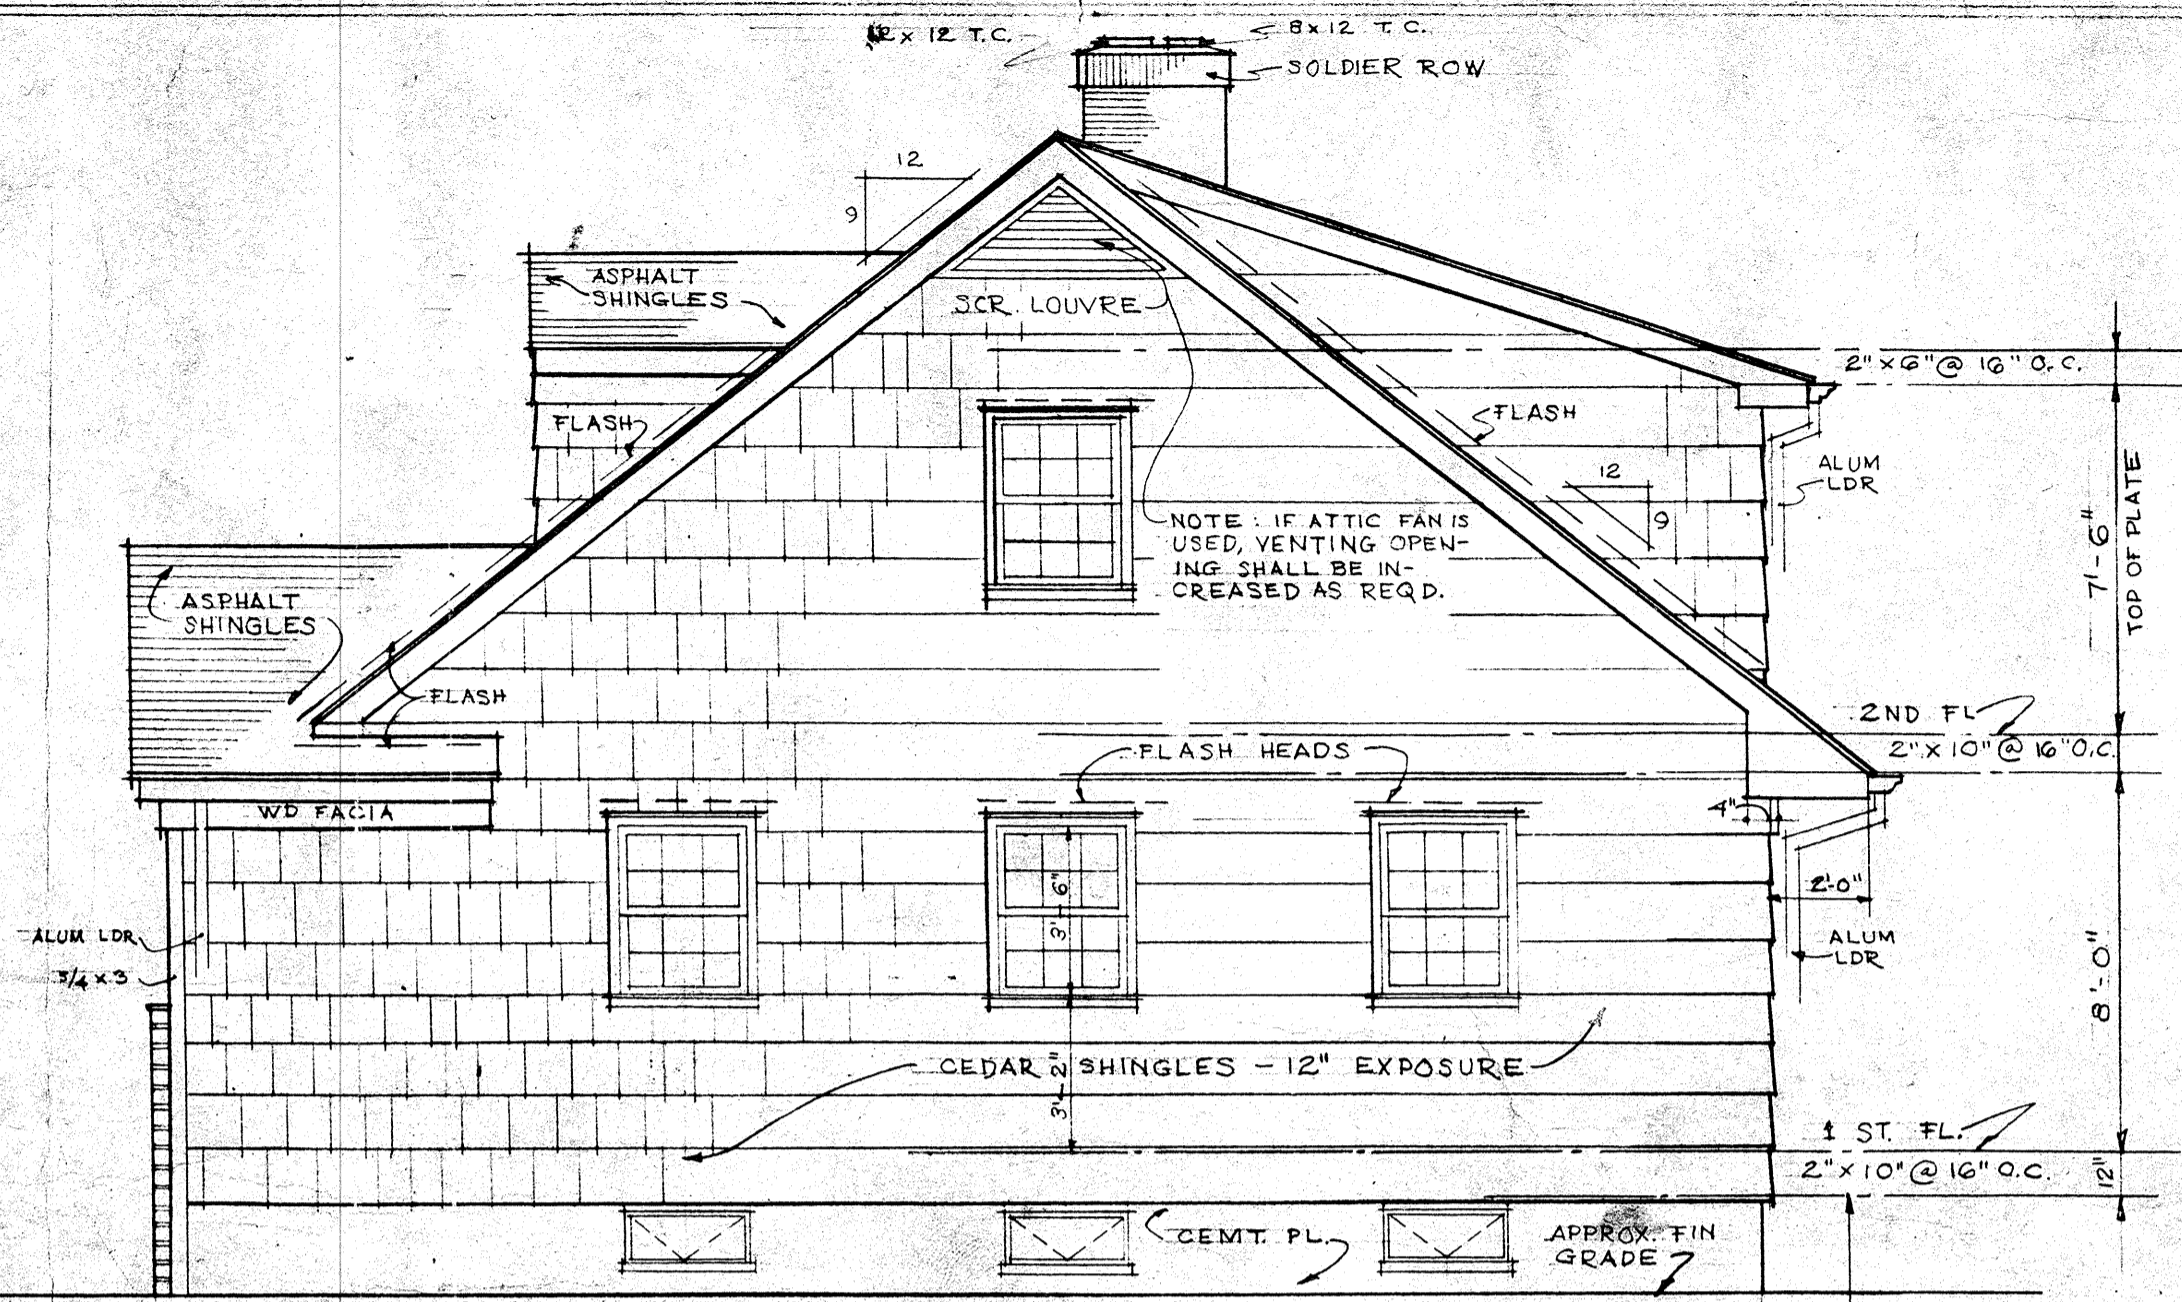 12 x 12 T.C.
8 x 12 T.C.
SOLDIER ROW
12
9
ASPHALT
SHINGLES
SCR. LOUVRE
2" x 6" @ 16" O.C.
FLASH
FLASH
ALUM
LDR
12
9
NOTE : IF ATTIC FAN IS
USED, VENTING OPEN-
ING SHALL BE IN-
CREASED AS REQD.
7'-6"
TOP OF PLATE
ASPHALT
SHINGLES
FLASH
2ND FL
2" x 10" @ 16" O.C.
FLASH HEADS
WD FACIA
4"
3'-6"
2'-0"
ALUM LDR
5/4 x 3
ALUM
LDR
8'-0"
CEDAR SHINGLES - 12" EXPOSURE
3'-2"
1 ST. FL.
2" x 10" @ 16" O.C.
12"
CEMT. PL.
APPROX. FIN
GRADE